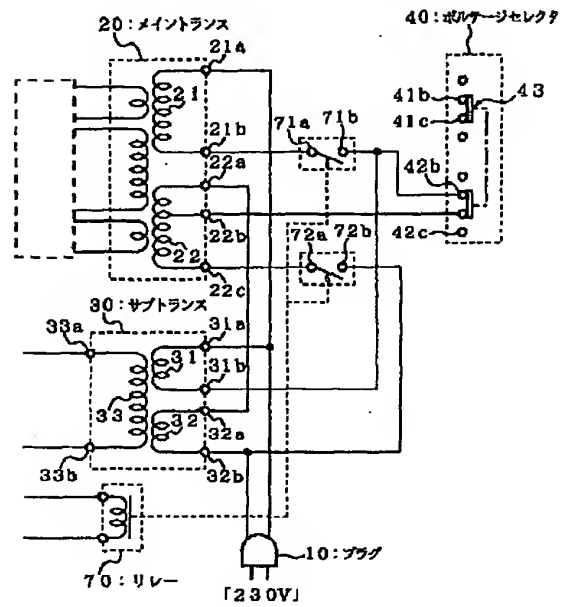 20:メイントランス
40:ボルテージセレクタ
21a
41b
43
21
41c
21b
71a
71b
22a
42b
22b
72a
72b
22
42c
22c
30:サブトランス
33a
31a
31
31b
33
32
32a
33b
32b
10:プラグ
70:リレー
「230V」